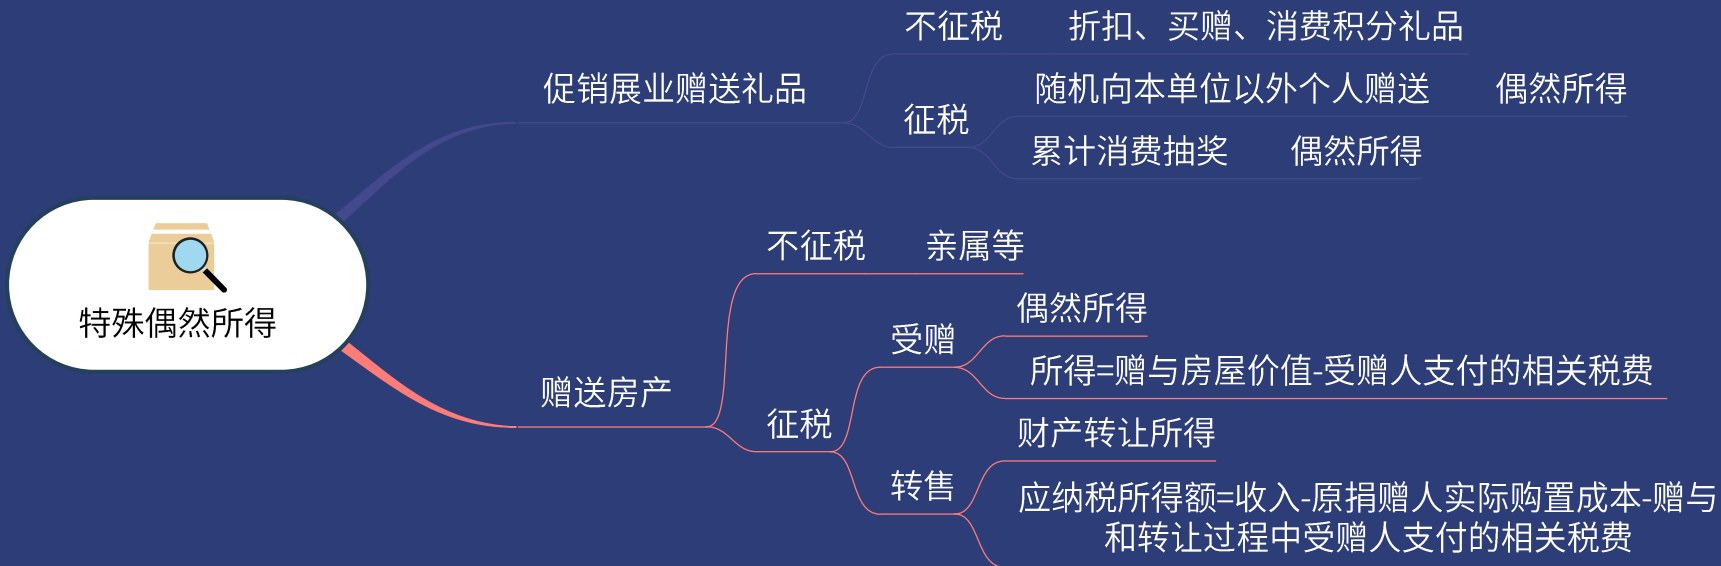 特殊偶然所得
促销展业赠送礼品
不征税
折扣、买赠、消费积分礼品
征税
随机向本单位以外个人赠送
偶然所得
累计消费抽奖
偶然所得
赠送房产
不征税
亲属等
征税
受赠
偶然所得
所得=赠与房屋价值-受赠人支付的相关税费
转售
财产转让所得
应纳税所得额=收入-原捐赠人实际购置成本-赠与
和转让过程中受赠人支付的相关税费